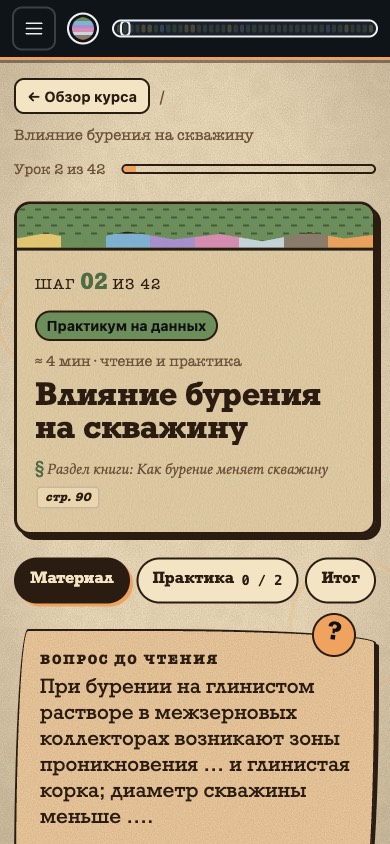 ← Обзор курса /
Влияние бурения на скважину
Урок 2 из 42
ШАГ 02 ИЗ 42
Практикум на данных
≈ 4 мин · чтение и практика
Влияние бурения
на скважину
§ Раздел книги: Как бурение меняет скважину
стр. 90
Материал Практика 0 / 2 Итог
?
ВОПРОС ДО ЧТЕНИЯ
При бурении на глинистом
растворе в межзерновых
коллекторах возникают зоны
проникновения ... и глинистая
корка; диаметр скважины
меньше ....